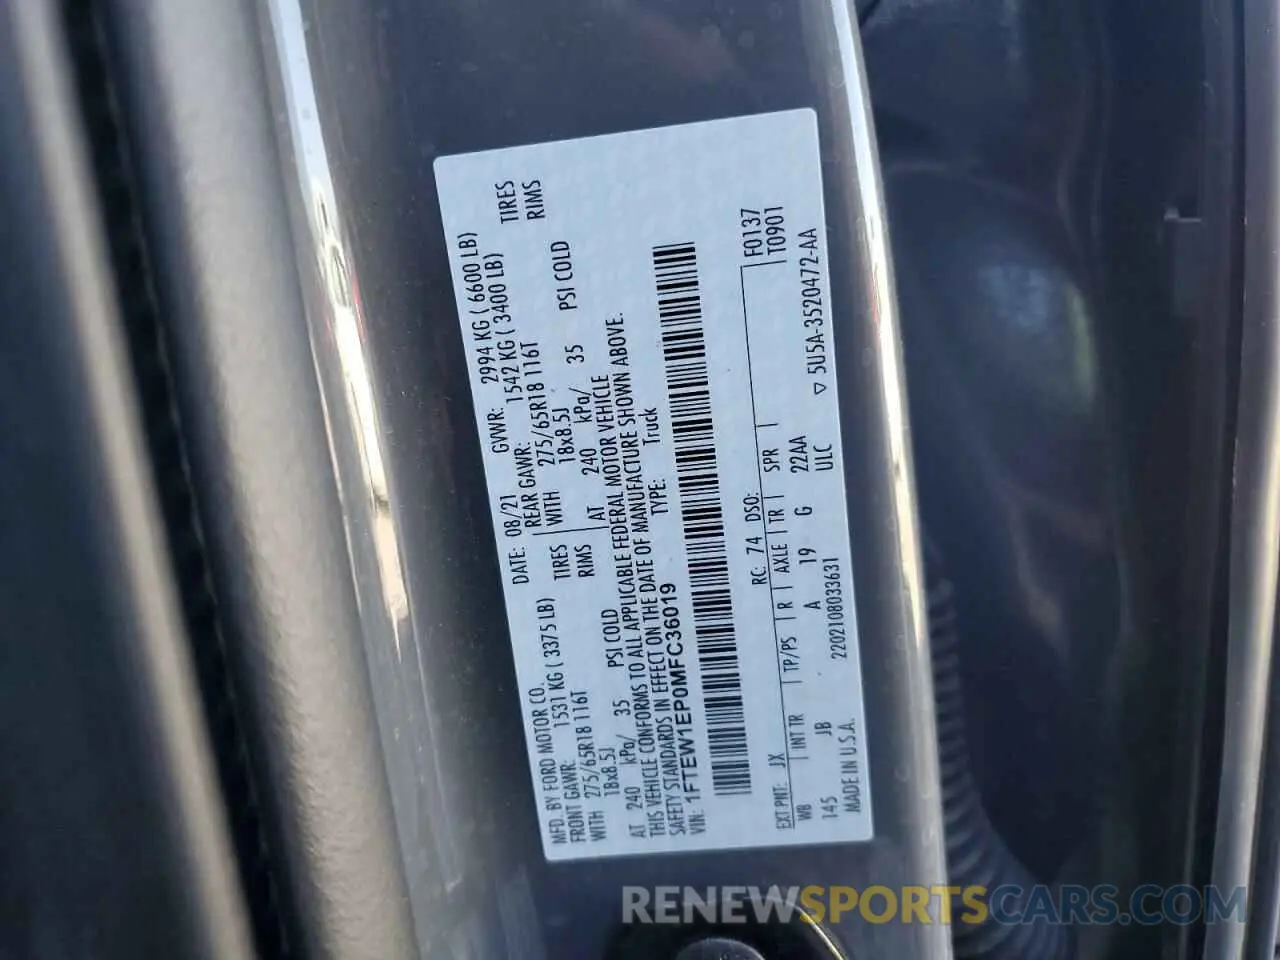 MFD. BY FORD MOTOR CO. DATE: 08/21 GVWR: 2994 KG ( 6600 LB)
FRONT GAWR: 1531 KG ( 3375 LB) REAR GAWR: 1542 KG ( 3400 LB)
WITH 275/65R18 116T TIRES WITH 275/65R18 116T TIRES
18x8.5J RIMS 18x8.5J RIMS
AT 240 kPa/ 35 PSI COLD AT 240 kPa/ 35 PSI COLD
THIS VEHICLE CONFORMS TO ALL APPLICABLE FEDERAL MOTOR VEHICLE
SAFETY STANDARDS IN EFFECT ON THE DATE OF MANUFACTURE SHOWN ABOVE.
VIN: 1FTEW1EP0MFC36019 TYPE: Truck
F0137
EXT PNT: JX RC: 74 DSO: T0901
WB INT TR TP/PS R AXLE TR SPR
145 JB A 19 G 22AA
ULC
MADE IN U.S.A. 220210803363 1 ▽ 5U5A-3520472-AA
RENEWSPORTSCARS.COM